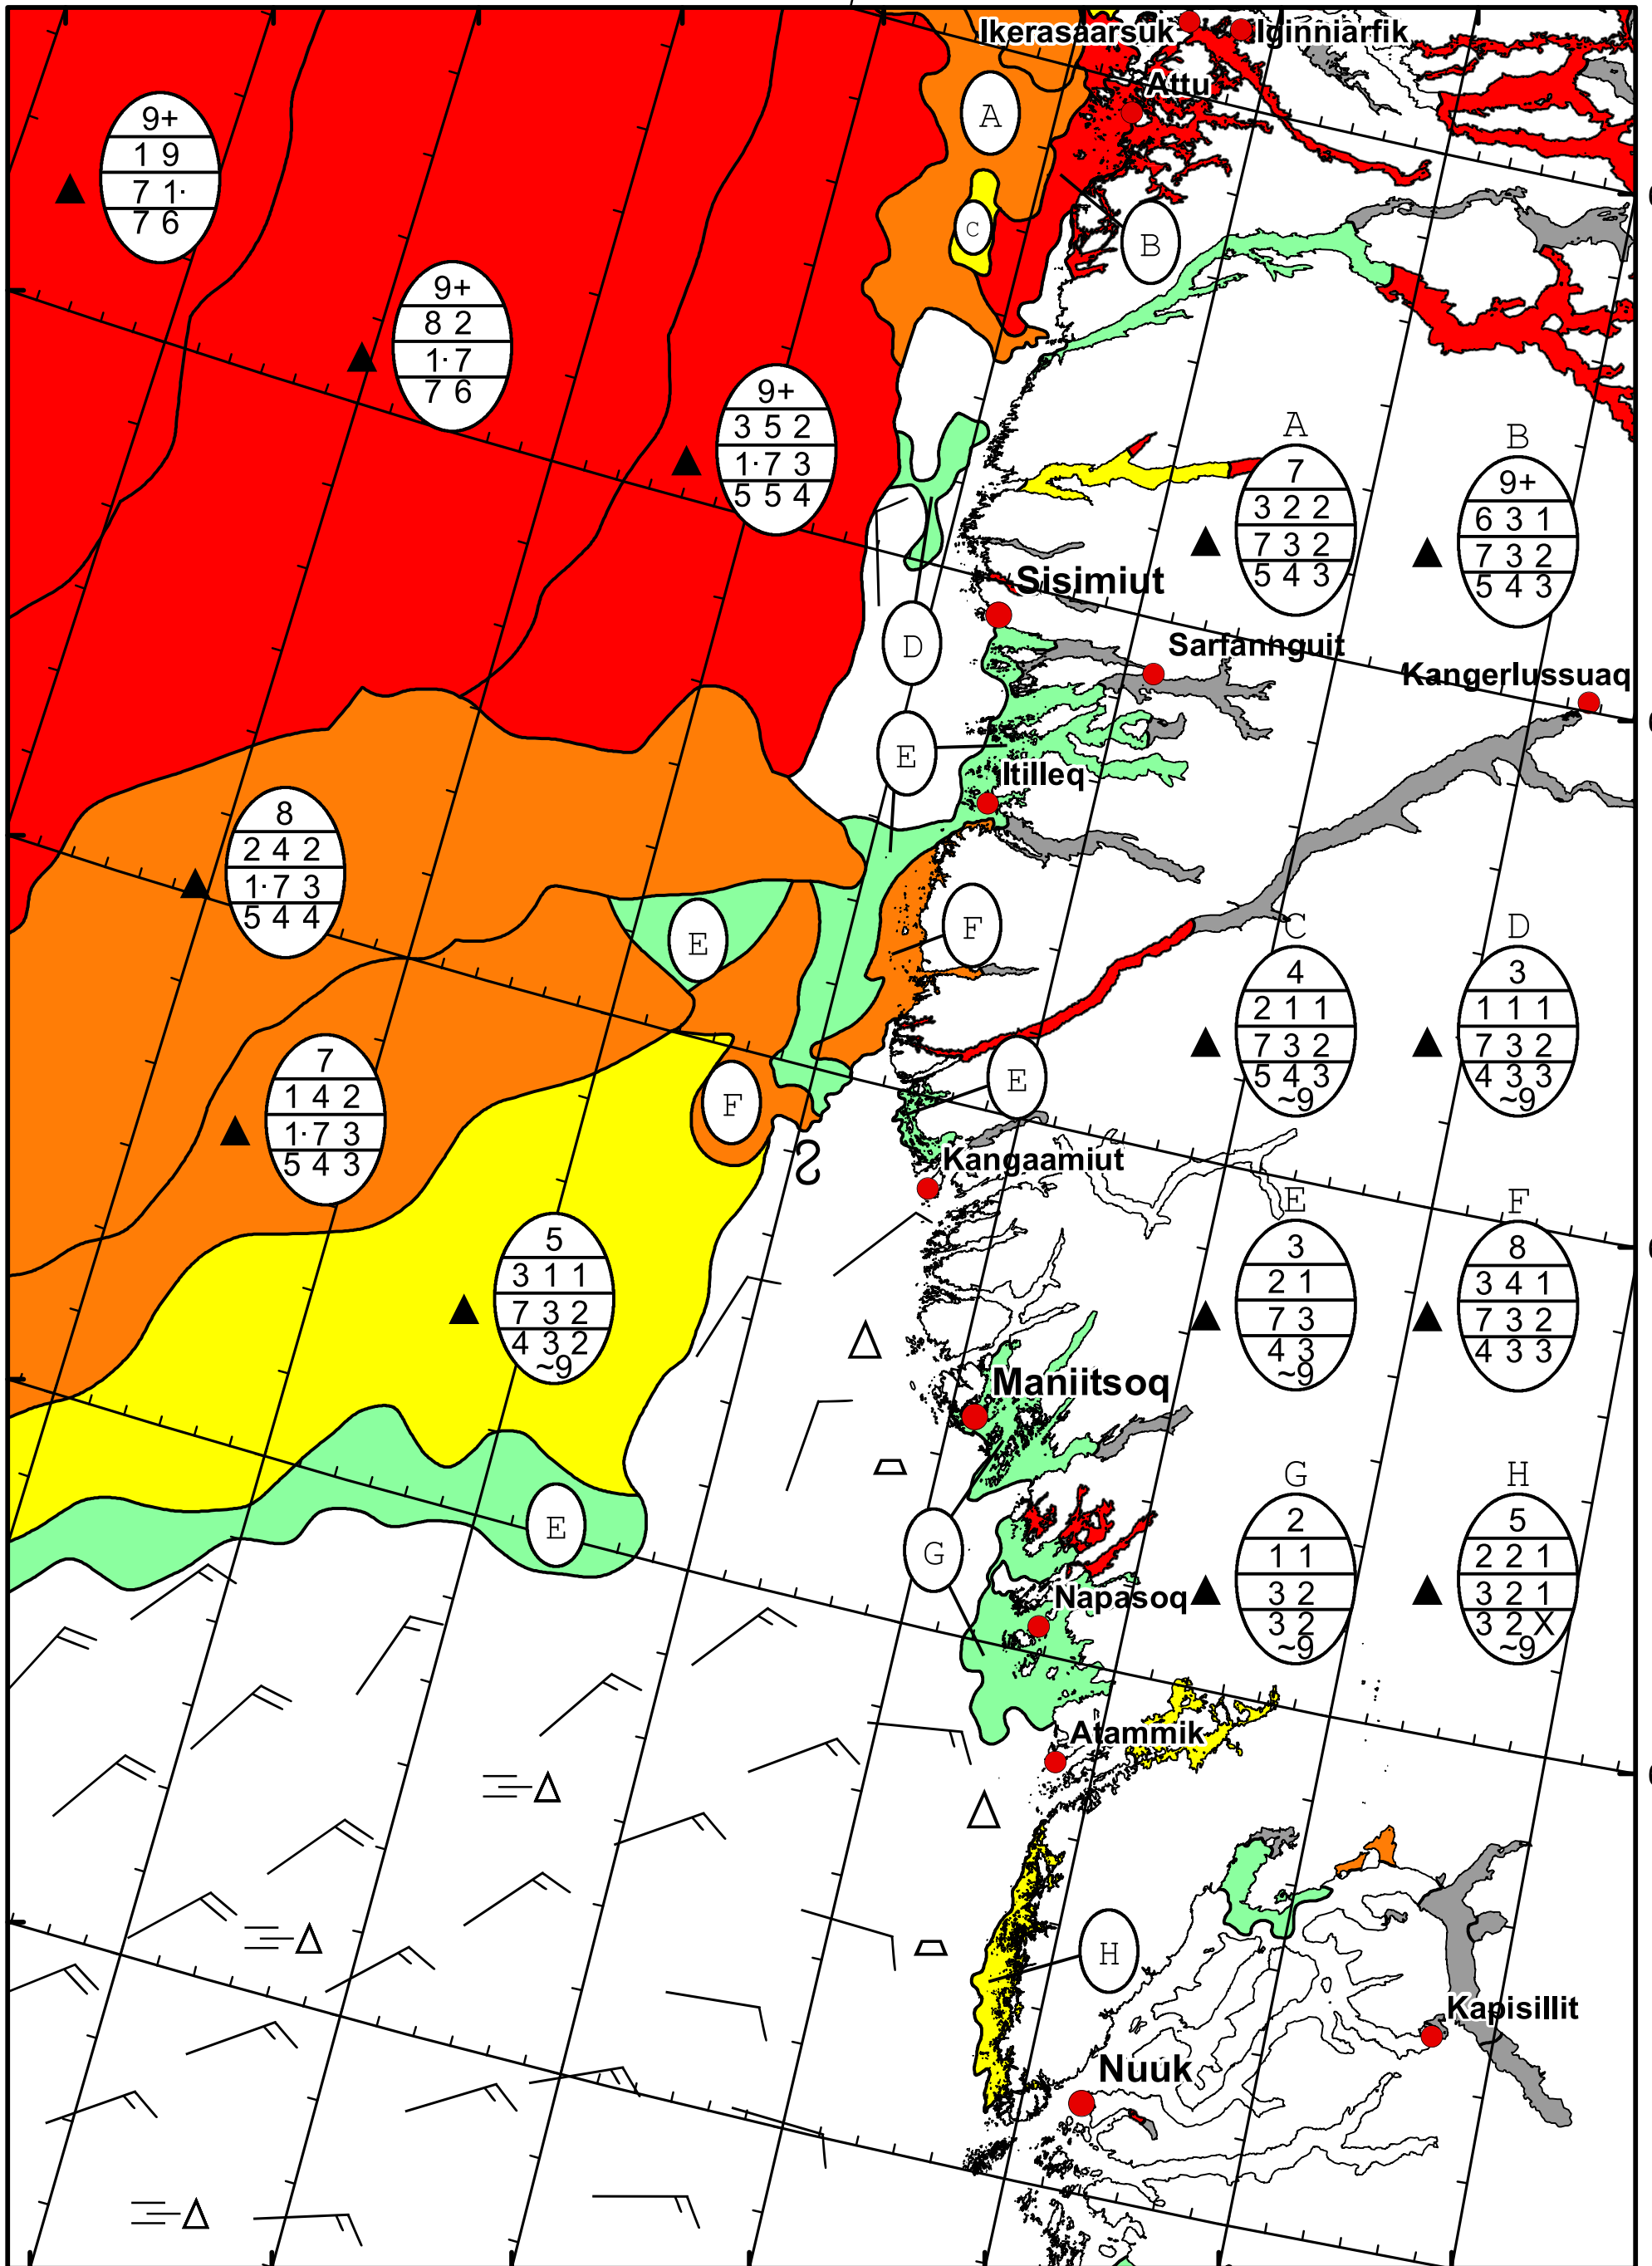 Ikerasaarsuk
Iginniarfik
Attu
A
9+
1 9
7 1·
7 6
C
B
9+
8 2
1· 7
7 6
9+
3 5 2
1· 7 3
5 5 4
A
7
3 2 2
7 3 2
5 4 3
B
9+
6 3 1
7 3 2
5 4 3
Sisimiut
D
Sarfannguit
Kangerlussuaq
E
Itilleq
8
2 4 2
1· 7 3
5 4 4
E
F
C
4
2 1 1
7 3 2
5 4 3
~9
D
3
1 1 1
7 3 2
4 3 3
~9
7
1 4 2
1· 7 3
5 4 3
F
E
Kangaamiut
5
3 1 1
7 3 2
4 3 2
~9
E
3
2 1
7 3
4 3
~9
F
8
3 4 1
7 3 2
4 3 3
Maniitsoq
E
G
G
2
1 1
3 2
3 2
~9
H
5
2 2 1
3 2 1
3 2 X
~9
Napasoq
Atammik
H
Kapisillit
Nuuk